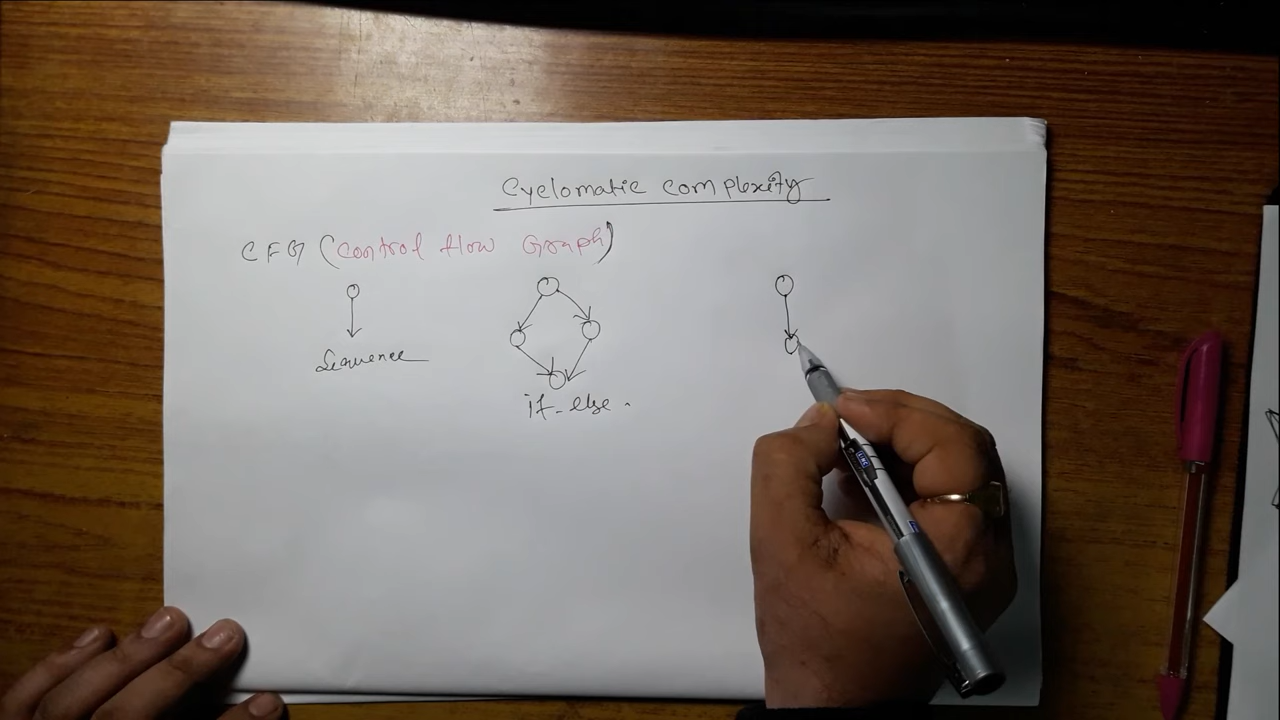 Cyclomatic complexity
CFG (Control flow Graph)
Sequence
if-else.